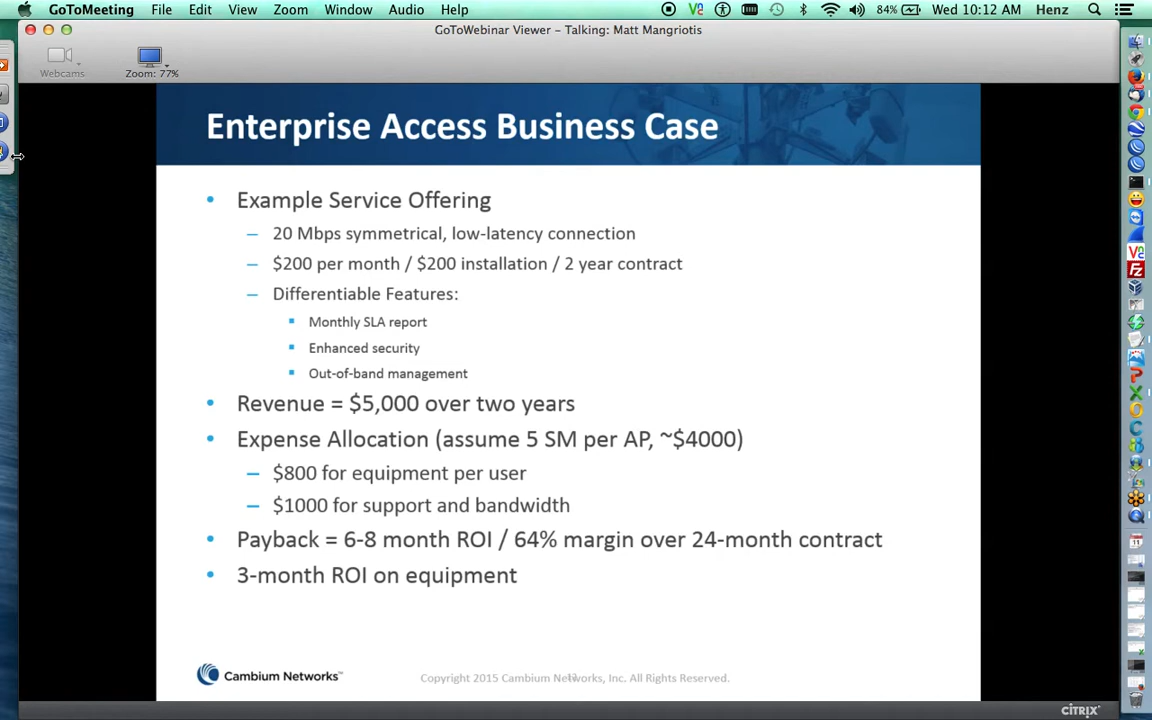 GoToMeeting File Edit View Zoom Window Audio Help 84% Wed 10:12 AM Henz
GoToWebinar Viewer – Talking: Matt Mangriotis
Webcams
Zoom: 77%
Enterprise Access Business Case
• Example Service Offering
– 20 Mbps symmetrical, low-latency connection
– $200 per month / $200 installation / 2 year contract
– Differentiable Features:
▪ Monthly SLA report
▪ Enhanced security
▪ Out-of-band management
• Revenue = $5,000 over two years
• Expense Allocation (assume 5 SM per AP, ~$4000)
– $800 for equipment per user
– $1000 for support and bandwidth
• Payback = 6-8 month ROI / 64% margin over 24-month contract
• 3-month ROI on equipment
Cambium Networks™
Copyright 2015 Cambium Networks, Inc. All Rights Reserved.
CITRIX